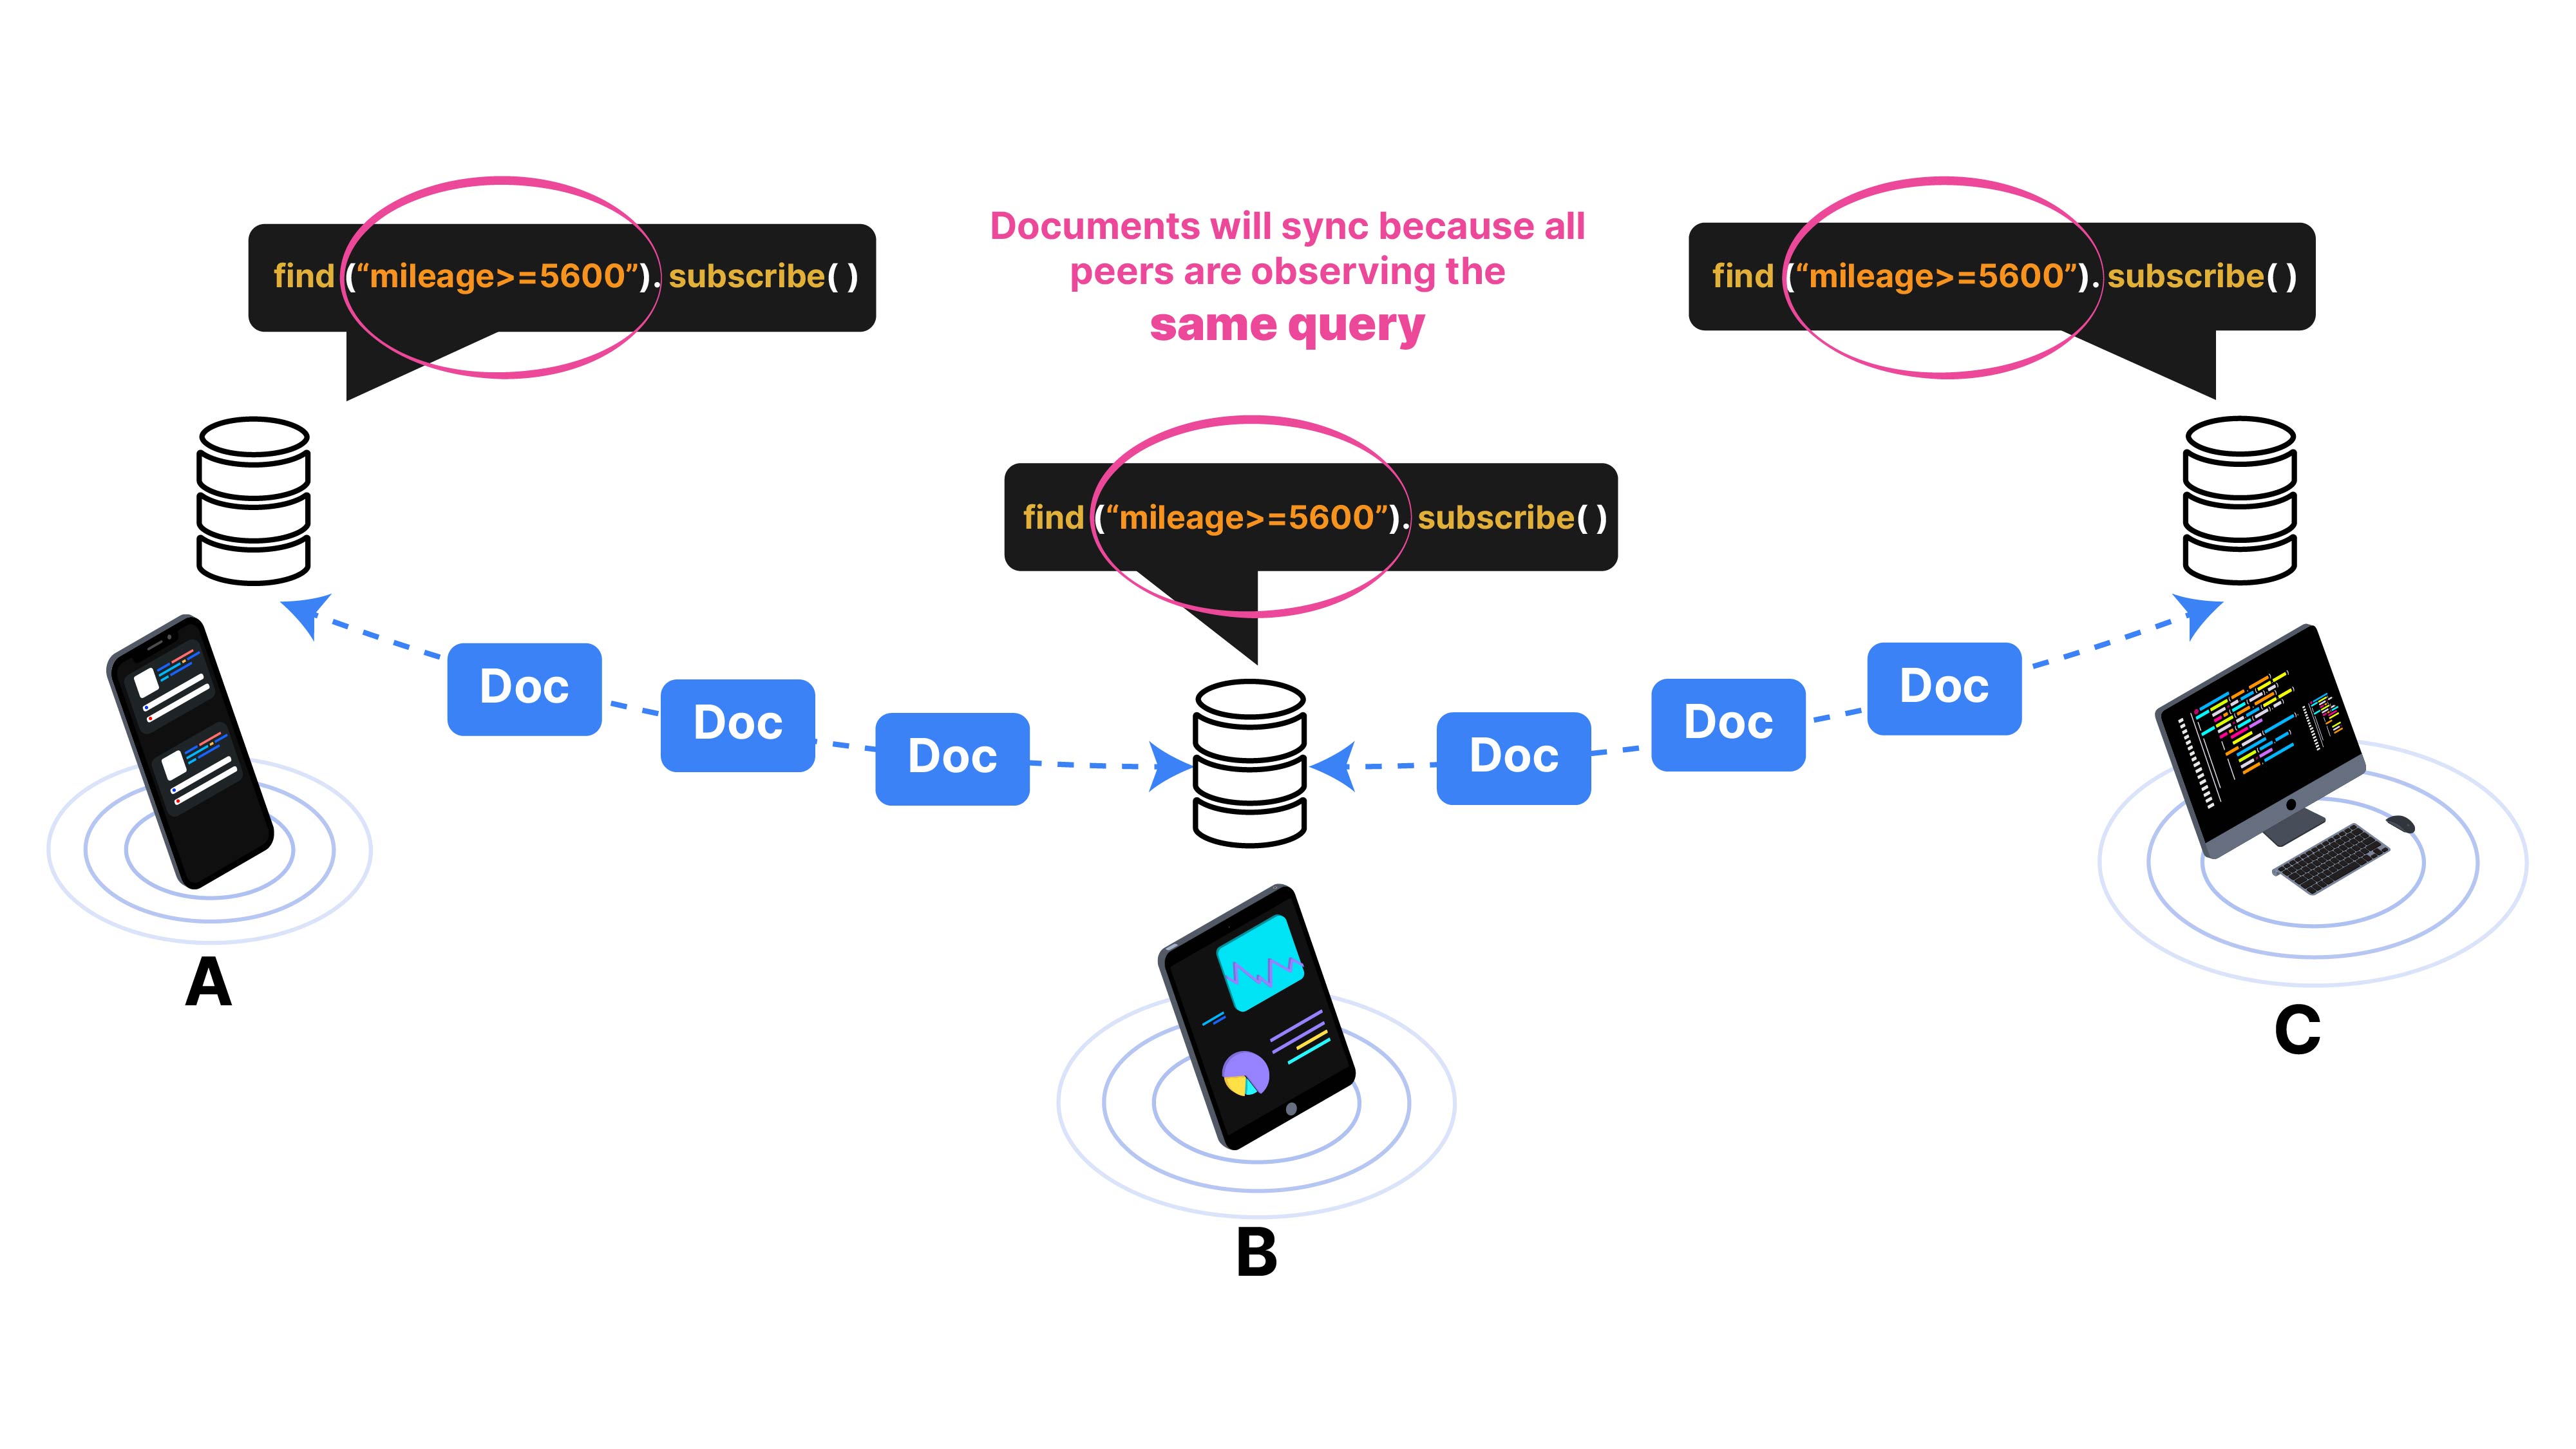 find (“mileage>=5600”). subscribe( )
Documents will sync because all
peers are observing the
same query
find (“mileage>=5600”). subscribe( )
find (“mileage>=5600”). subscribe( )
Doc
Doc
Doc
Doc
Doc
Doc
A
B
C